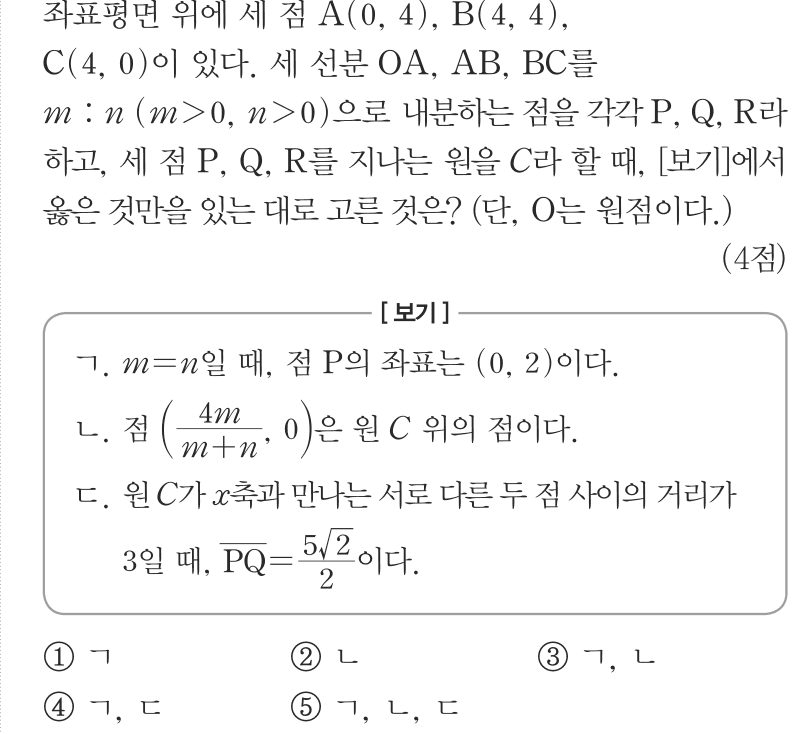 좌표평면 위에 세 점 A(0, 4), B(4, 4),
C(4, 0)이 있다. 세 선분 OA, AB, BC를
m : n (m>0, n>0)으로 내분하는 점을 각각 P, Q, R라
하고, 세 점 P, Q, R를 지나는 원을 C라 할 때, [보기]에서
옳은 것만을 있는 대로 고른 것은? (단, O는 원점이다.)
(4점)
[ 보기 ]
ㄱ. m=n일 때, 점 P의 좌표는 (0, 2)이다.
ㄴ. 점 (4m/(m+n), 0)은 원 C 위의 점이다.
ㄷ. 원 C가 x축과 만나는 서로 다른 두 점 사이의 거리가
3일 때, P̅Q̅=5√2/2이다.
① ㄱ ② ㄴ ③ ㄱ, ㄴ
④ ㄱ, ㄷ ⑤ ㄱ, ㄴ, ㄷ